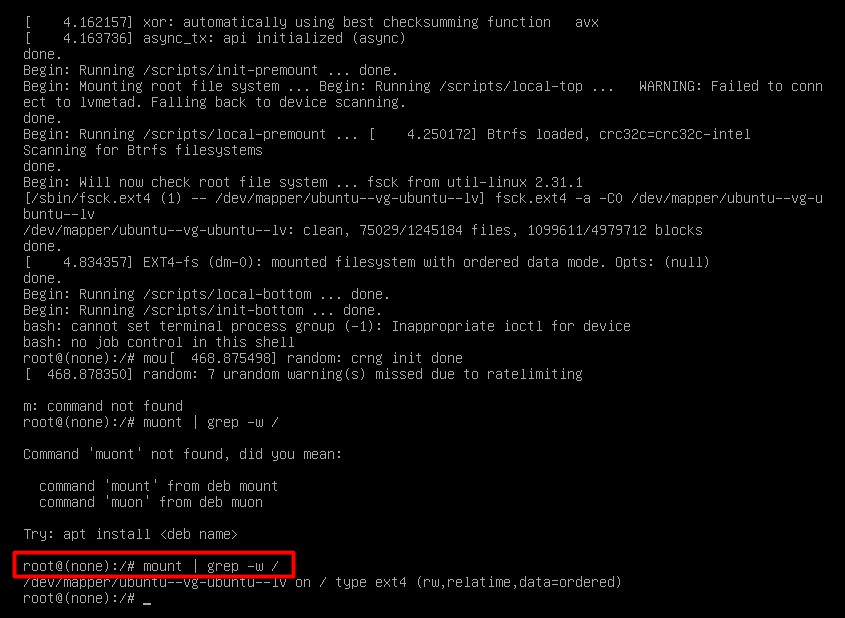 [    4.162157] xor: automatically using best checksumming function   avx
[    4.163736] async_tx: api initialized (async)
done.
Begin: Running /scripts/init-premount ... done.
Begin: Mounting root file system ... Begin: Running /scripts/local-top ...   WARNING: Failed to conn
ect to lvmetad. Falling back to device scanning.
done.
Begin: Running /scripts/local-premount ... [    4.250172] Btrfs loaded, crc32c=crc32c-intel
Scanning for Btrfs filesystems
done.
Begin: Will now check root file system ... fsck from util-linux 2.31.1
[/sbin/fsck.ext4 (1) -- /dev/mapper/ubuntu--vg-ubuntu--lv] fsck.ext4 -a -C0 /dev/mapper/ubuntu--vg-u
buntu--lv
/dev/mapper/ubuntu--vg-ubuntu--lv: clean, 75029/1245184 files, 1099611/4979712 blocks
done.
[    4.834357] EXT4-fs (dm-0): mounted filesystem with ordered data mode. Opts: (null)
done.
Begin: Running /scripts/local-bottom ... done.
Begin: Running /scripts/init-bottom ... done.
bash: cannot set terminal process group (-1): Inappropriate ioctl for device
bash: no job control in this shell
root@(none):/# mou[  468.875498] random: crng init done
[  468.878350] random: 7 urandom warning(s) missed due to ratelimiting
m: command not found
root@(none):/# muont | grep -w /
Command 'muont' not found, did you mean:
  command 'mount' from deb mount
  command 'muon' from deb muon
Try: apt install <deb name>
root@(none):/# mount | grep -w /
/dev/mapper/ubuntu--vg-ubuntu--lv on / type ext4 (rw,relatime,data=ordered)
root@(none):/# _